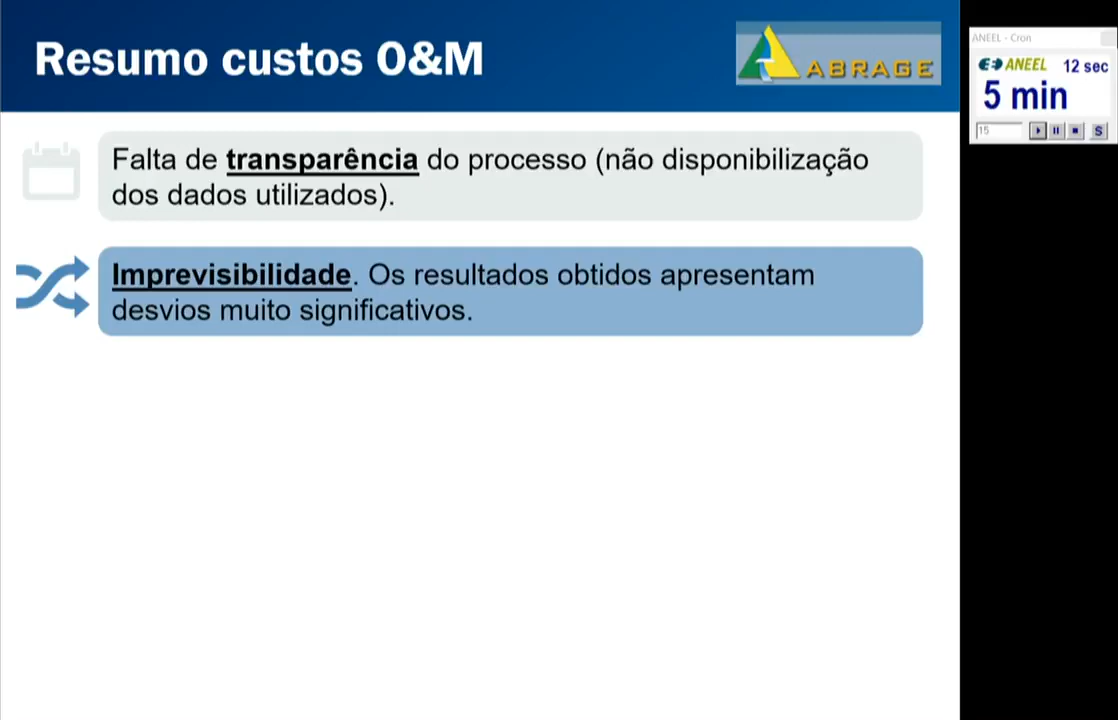 Resumo custos O&M
ABRAGE
ANEEL - Cron
ANEEL 12 sec
5 min
15
S
Falta de transparência do processo (não disponibilização
dos dados utilizados).
Imprevisibilidade. Os resultados obtidos apresentam
desvios muito significativos.